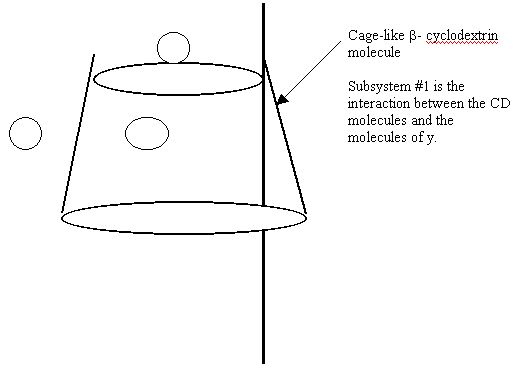 Cage-like β- cyclodextrin
molecule
Subsystem #1 is the
interaction between the CD
molecules and the
molecules of y.